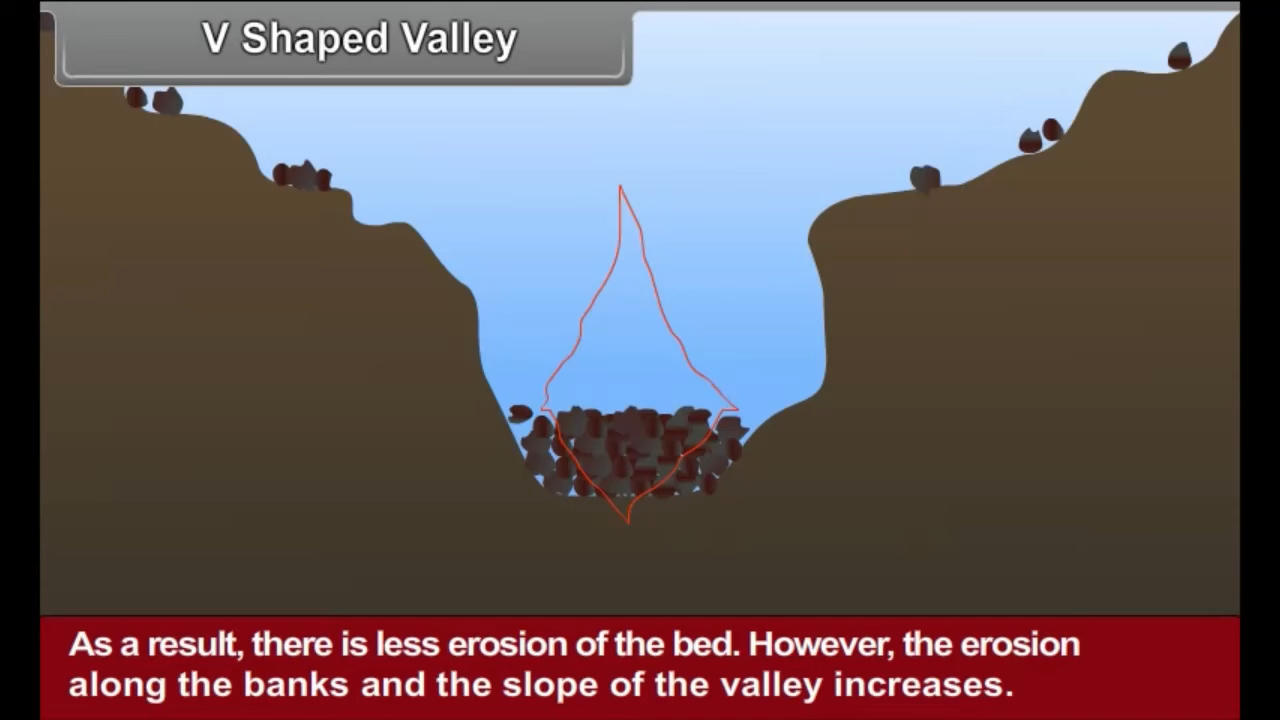 V Shaped Valley
As a result, there is less erosion of the bed. However, the erosion
along the banks and the slope of the valley increases.